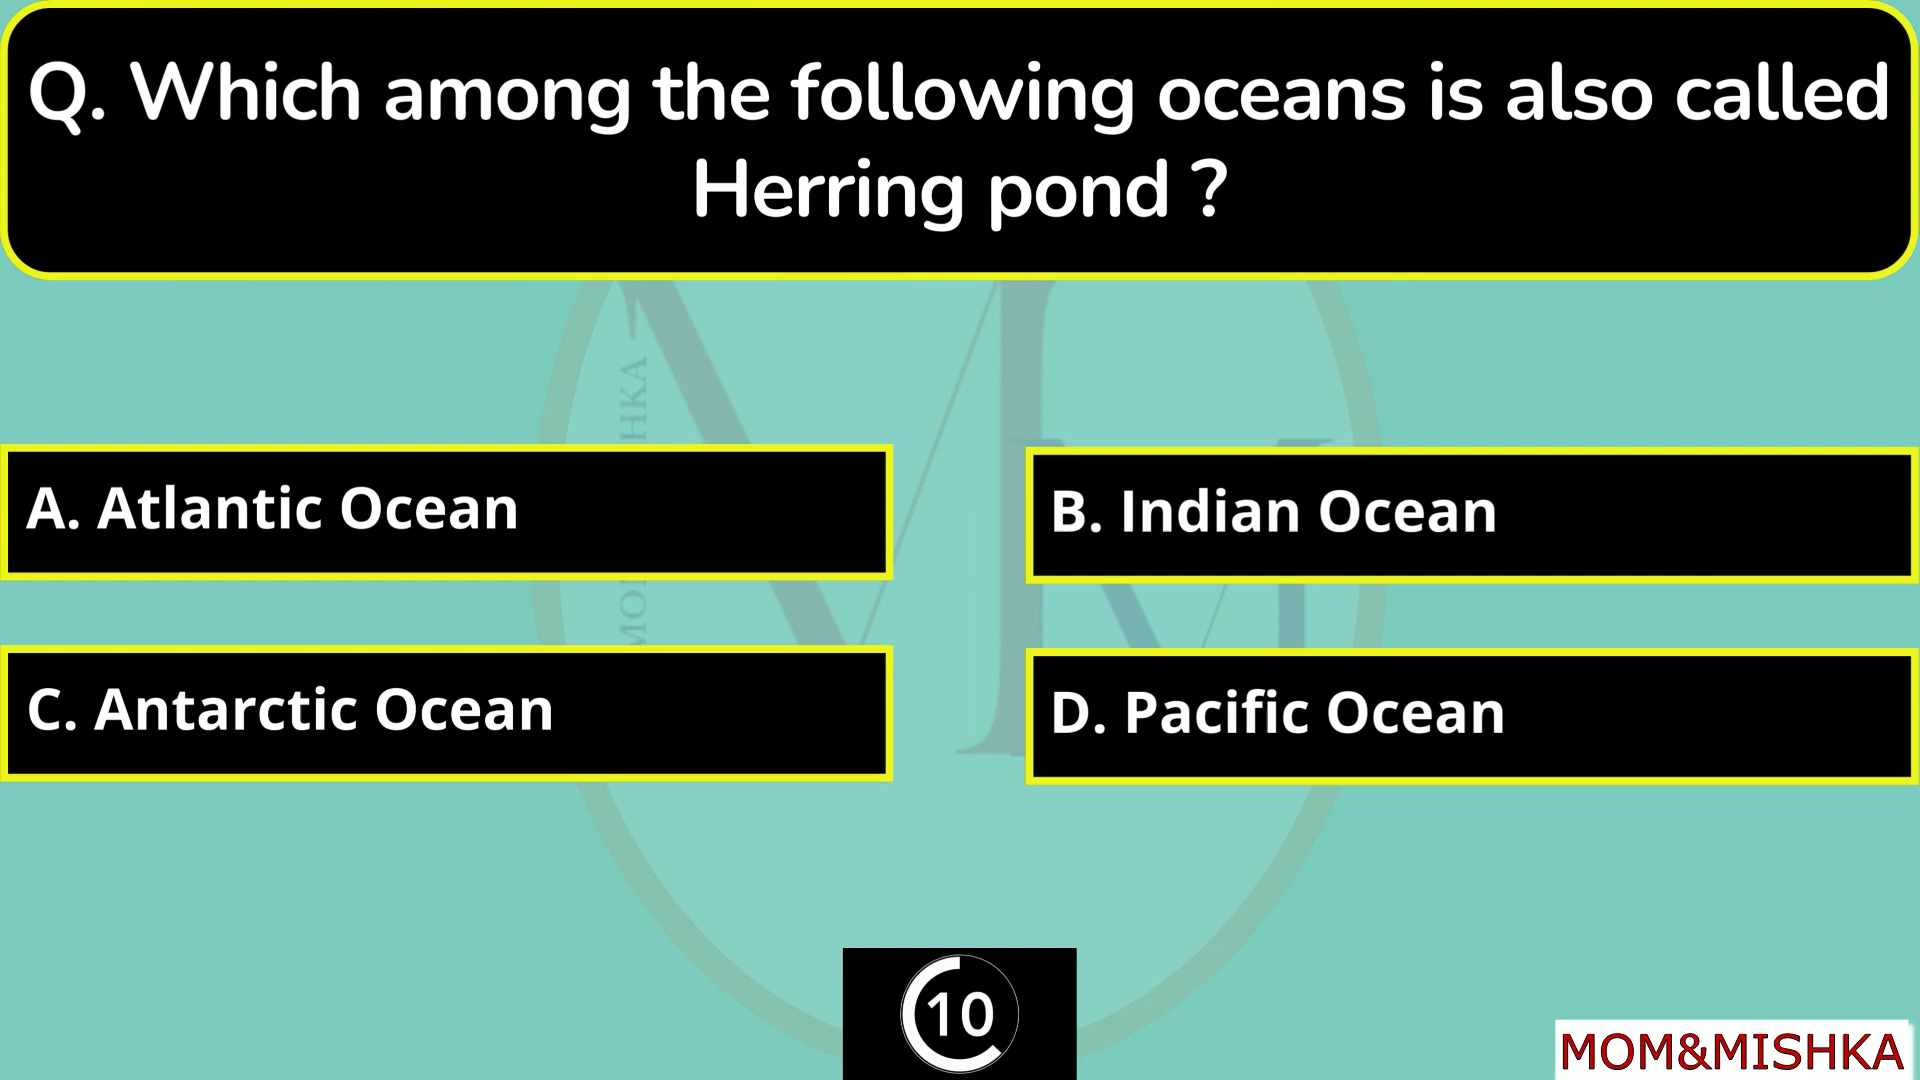 Q. Which among the following oceans is also called
Herring pond ?
A. Atlantic Ocean
B. Indian Ocean
C. Antarctic Ocean
D. Pacific Ocean
10
MOM&MISHKA